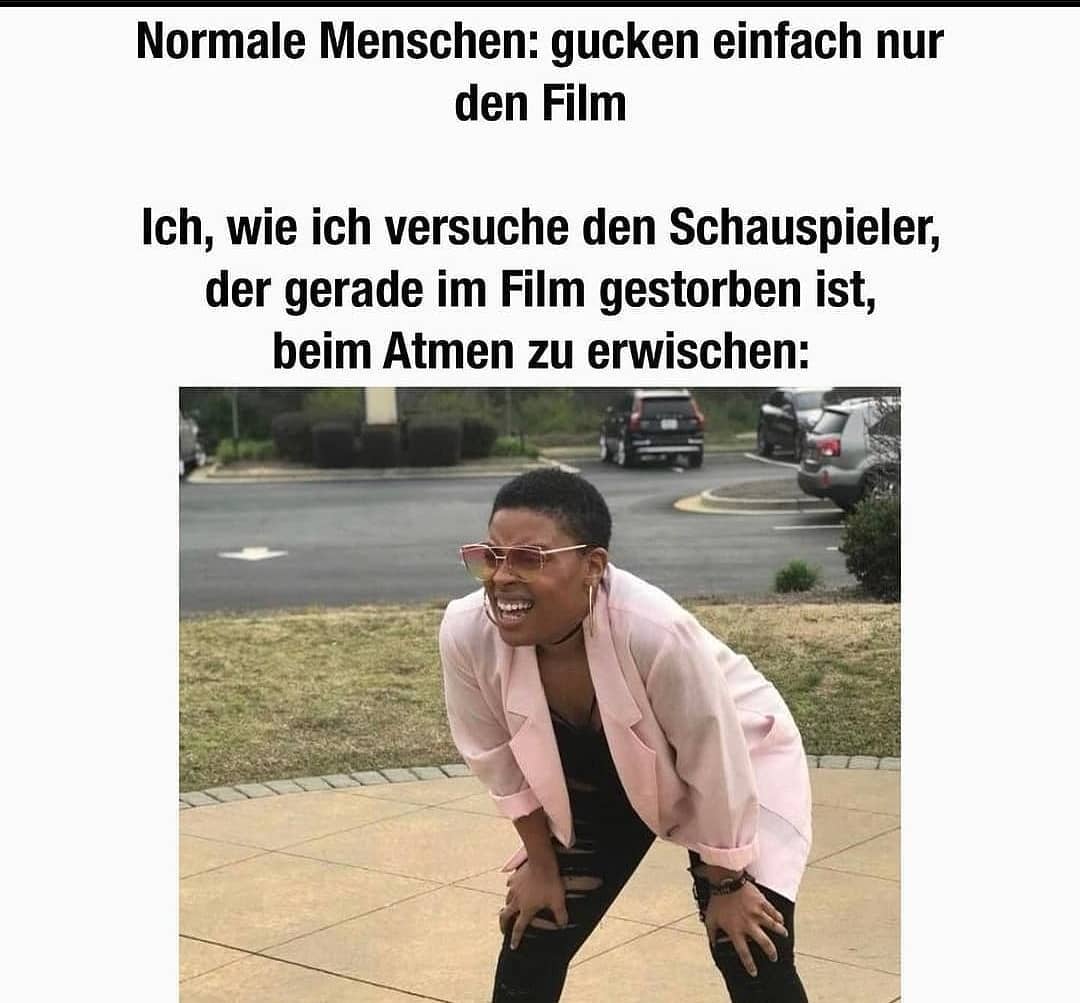 Normale Menschen: gucken einfach nur
den Film
Ich, wie ich versuche den Schauspieler,
der gerade im Film gestorben ist,
beim Atmen zu erwischen: